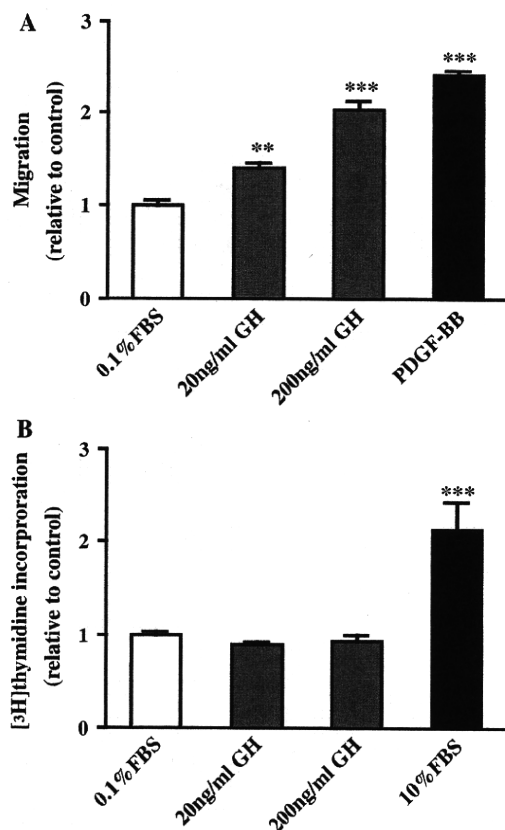 A
3
2
1
0
Migration
(relative to control)
**
***
***
0.1%FBS
20ng/ml GH
200ng/ml GH
PDGF-BB
B
3
2
1
0
[³H]thymidine incorproration
(relative to control)
***
0.1%FBS
20ng/ml GH
200ng/ml GH
10%FBS